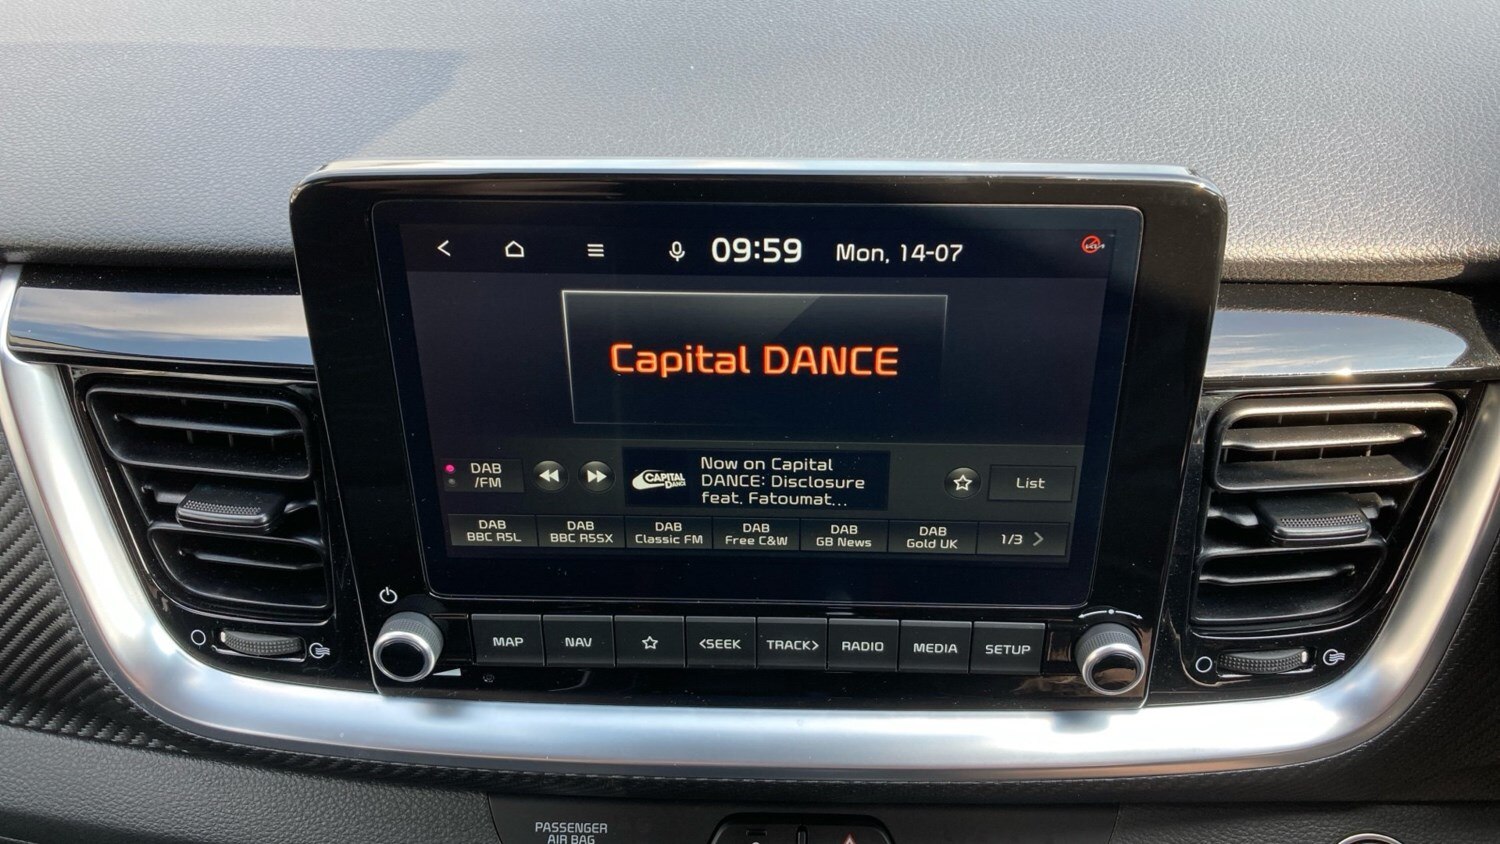 09:59 Mon, 14-07
Capital DANCE
DAB
/FM
CAPITAL
DANCE
Now on Capital
DANCE: Disclosure
feat. Fatoumat...
List
DAB
BBC R5L
DAB
BBC R5SX
DAB
Classic FM
DAB
Free C&W
DAB
GB News
DAB
Gold UK
1/3 >
MAP NAV <SEEK TRACK> RADIO MEDIA SETUP
PASSENGER
AIR BAG